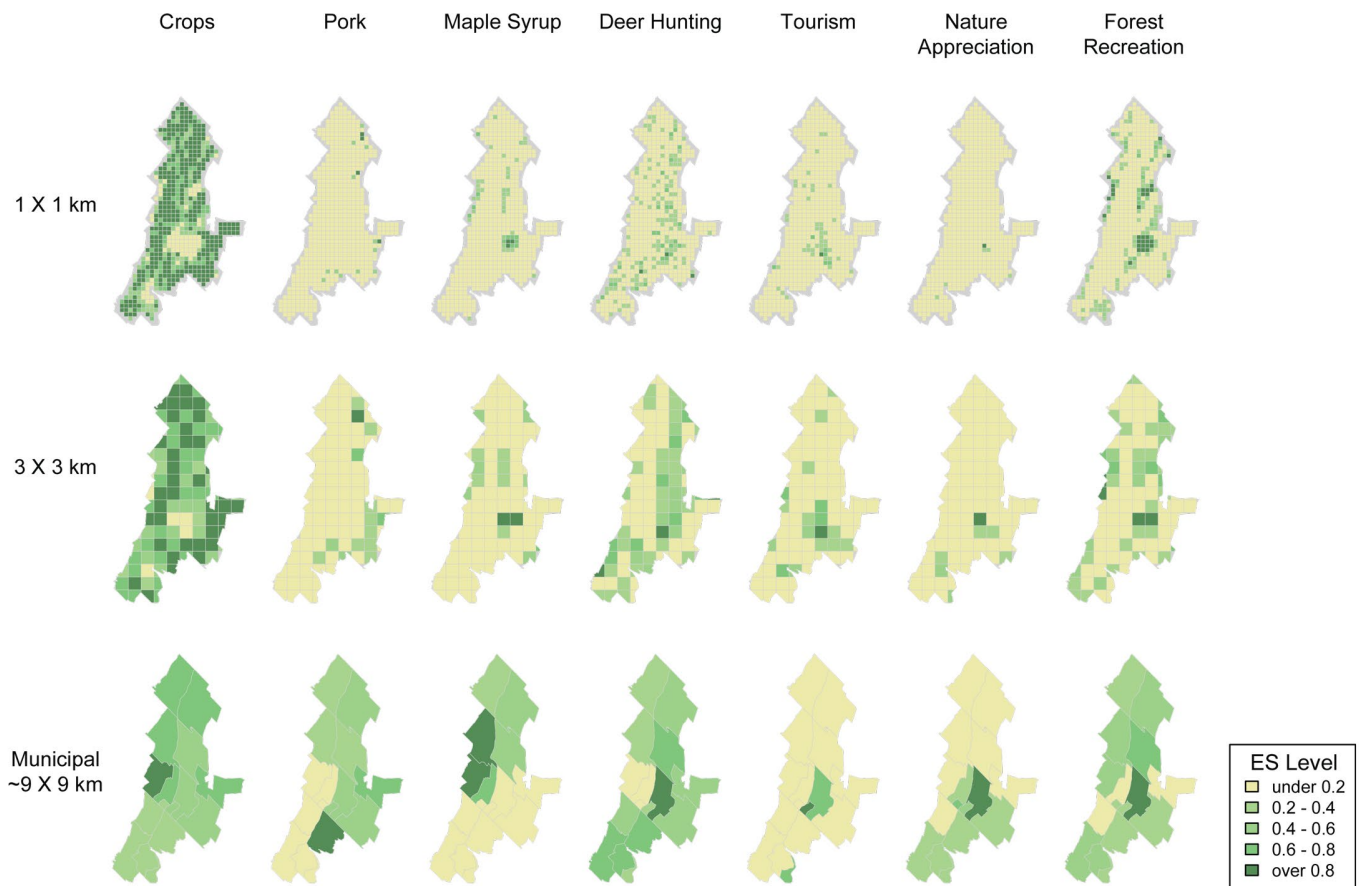 Crops
Pork
Maple Syrup
Deer Hunting
Tourism
Nature
Appreciation
Forest
Recreation
1 X 1 km
3 X 3 km
Municipal
~9 X 9 km
ES Level
under 0.2
0.2 - 0.4
0.4 - 0.6
0.6 - 0.8
over 0.8